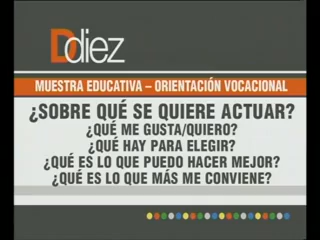 Ddiez
MUESTRA EDUCATIVA – ORIENTACIÓN VOCACIONAL
¿SOBRE QUÉ SE QUIERE ACTUAR?
¿QUÉ ME GUSTA/QUIERO?
¿QUÉ HAY PARA ELEGIR?
¿QUÉ ES LO QUE PUEDO HACER MEJOR?
¿QUÉ ES LO QUE MÁS ME CONVIENE?